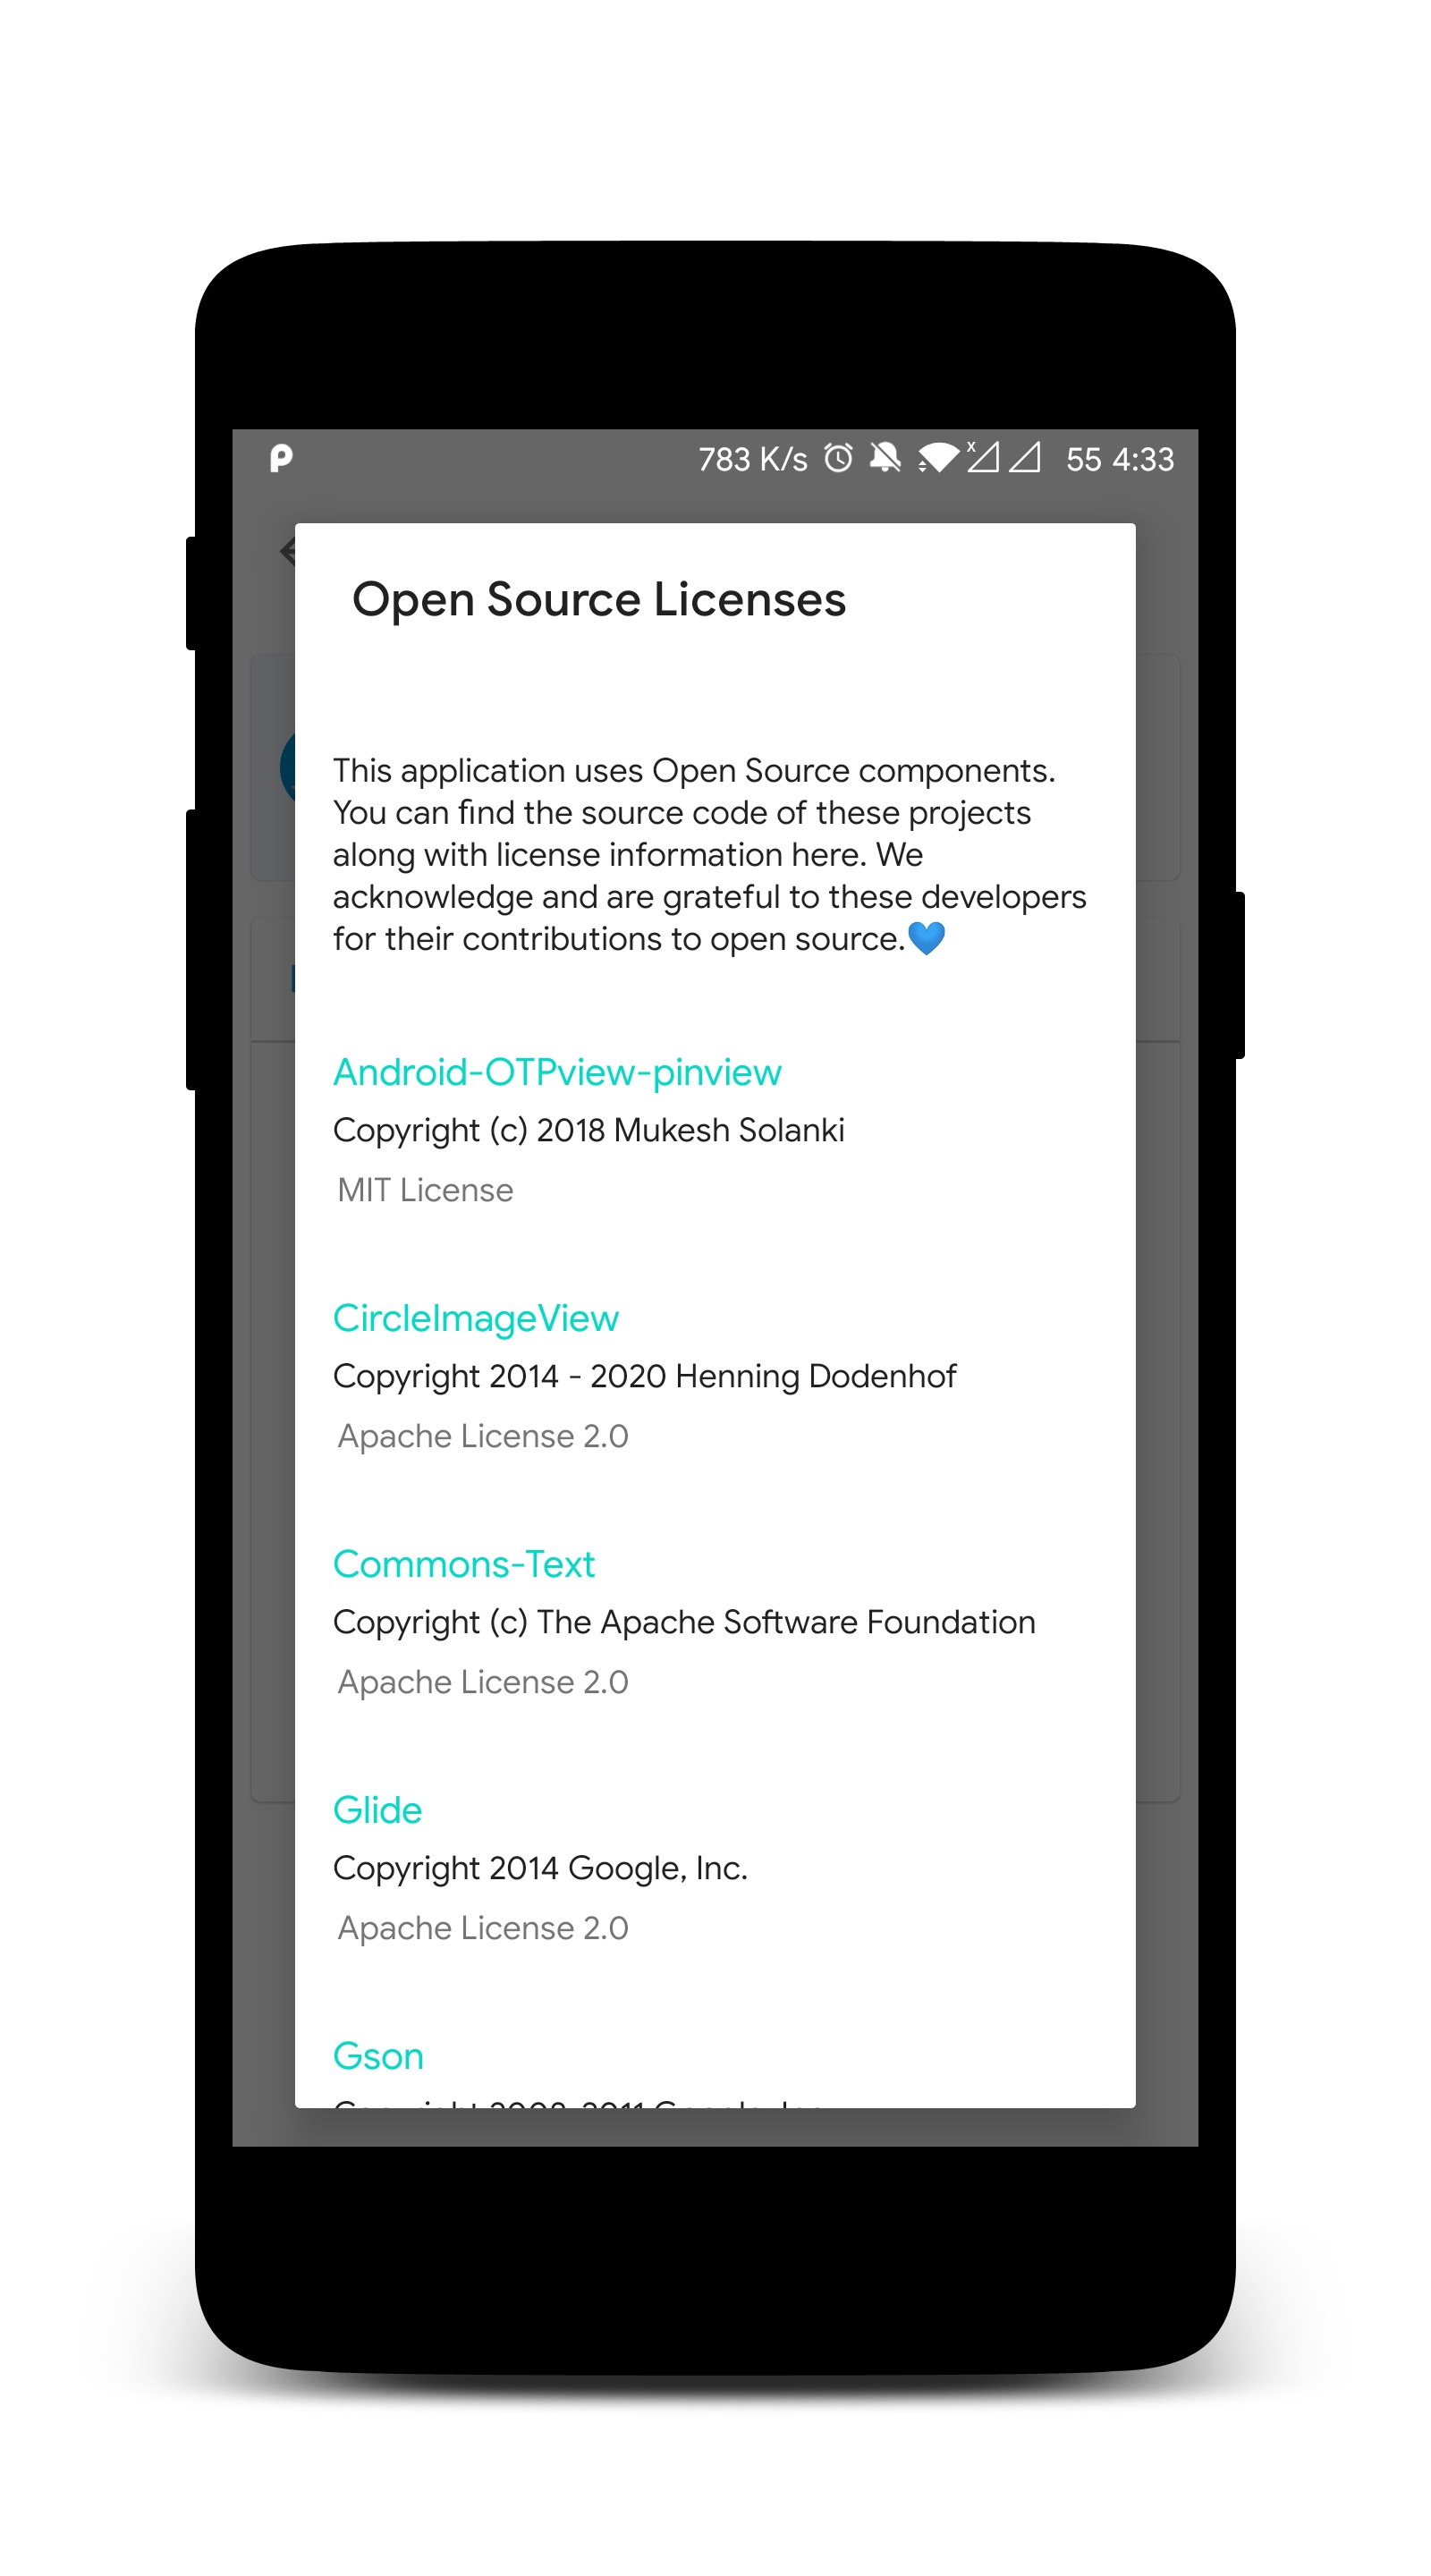 783 K/s 55 4:33
Open Source Licenses
This application uses Open Source components.
You can find the source code of these projects
along with license information here. We
acknowledge and are grateful to these developers
for their contributions to open source.💙
Android-OTPview-pinview
Copyright (c) 2018 Mukesh Solanki
MIT License
CircleImageView
Copyright 2014 - 2020 Henning Dodenhof
Apache License 2.0
Commons-Text
Copyright (c) The Apache Software Foundation
Apache License 2.0
Glide
Copyright 2014 Google, Inc.
Apache License 2.0
Gson